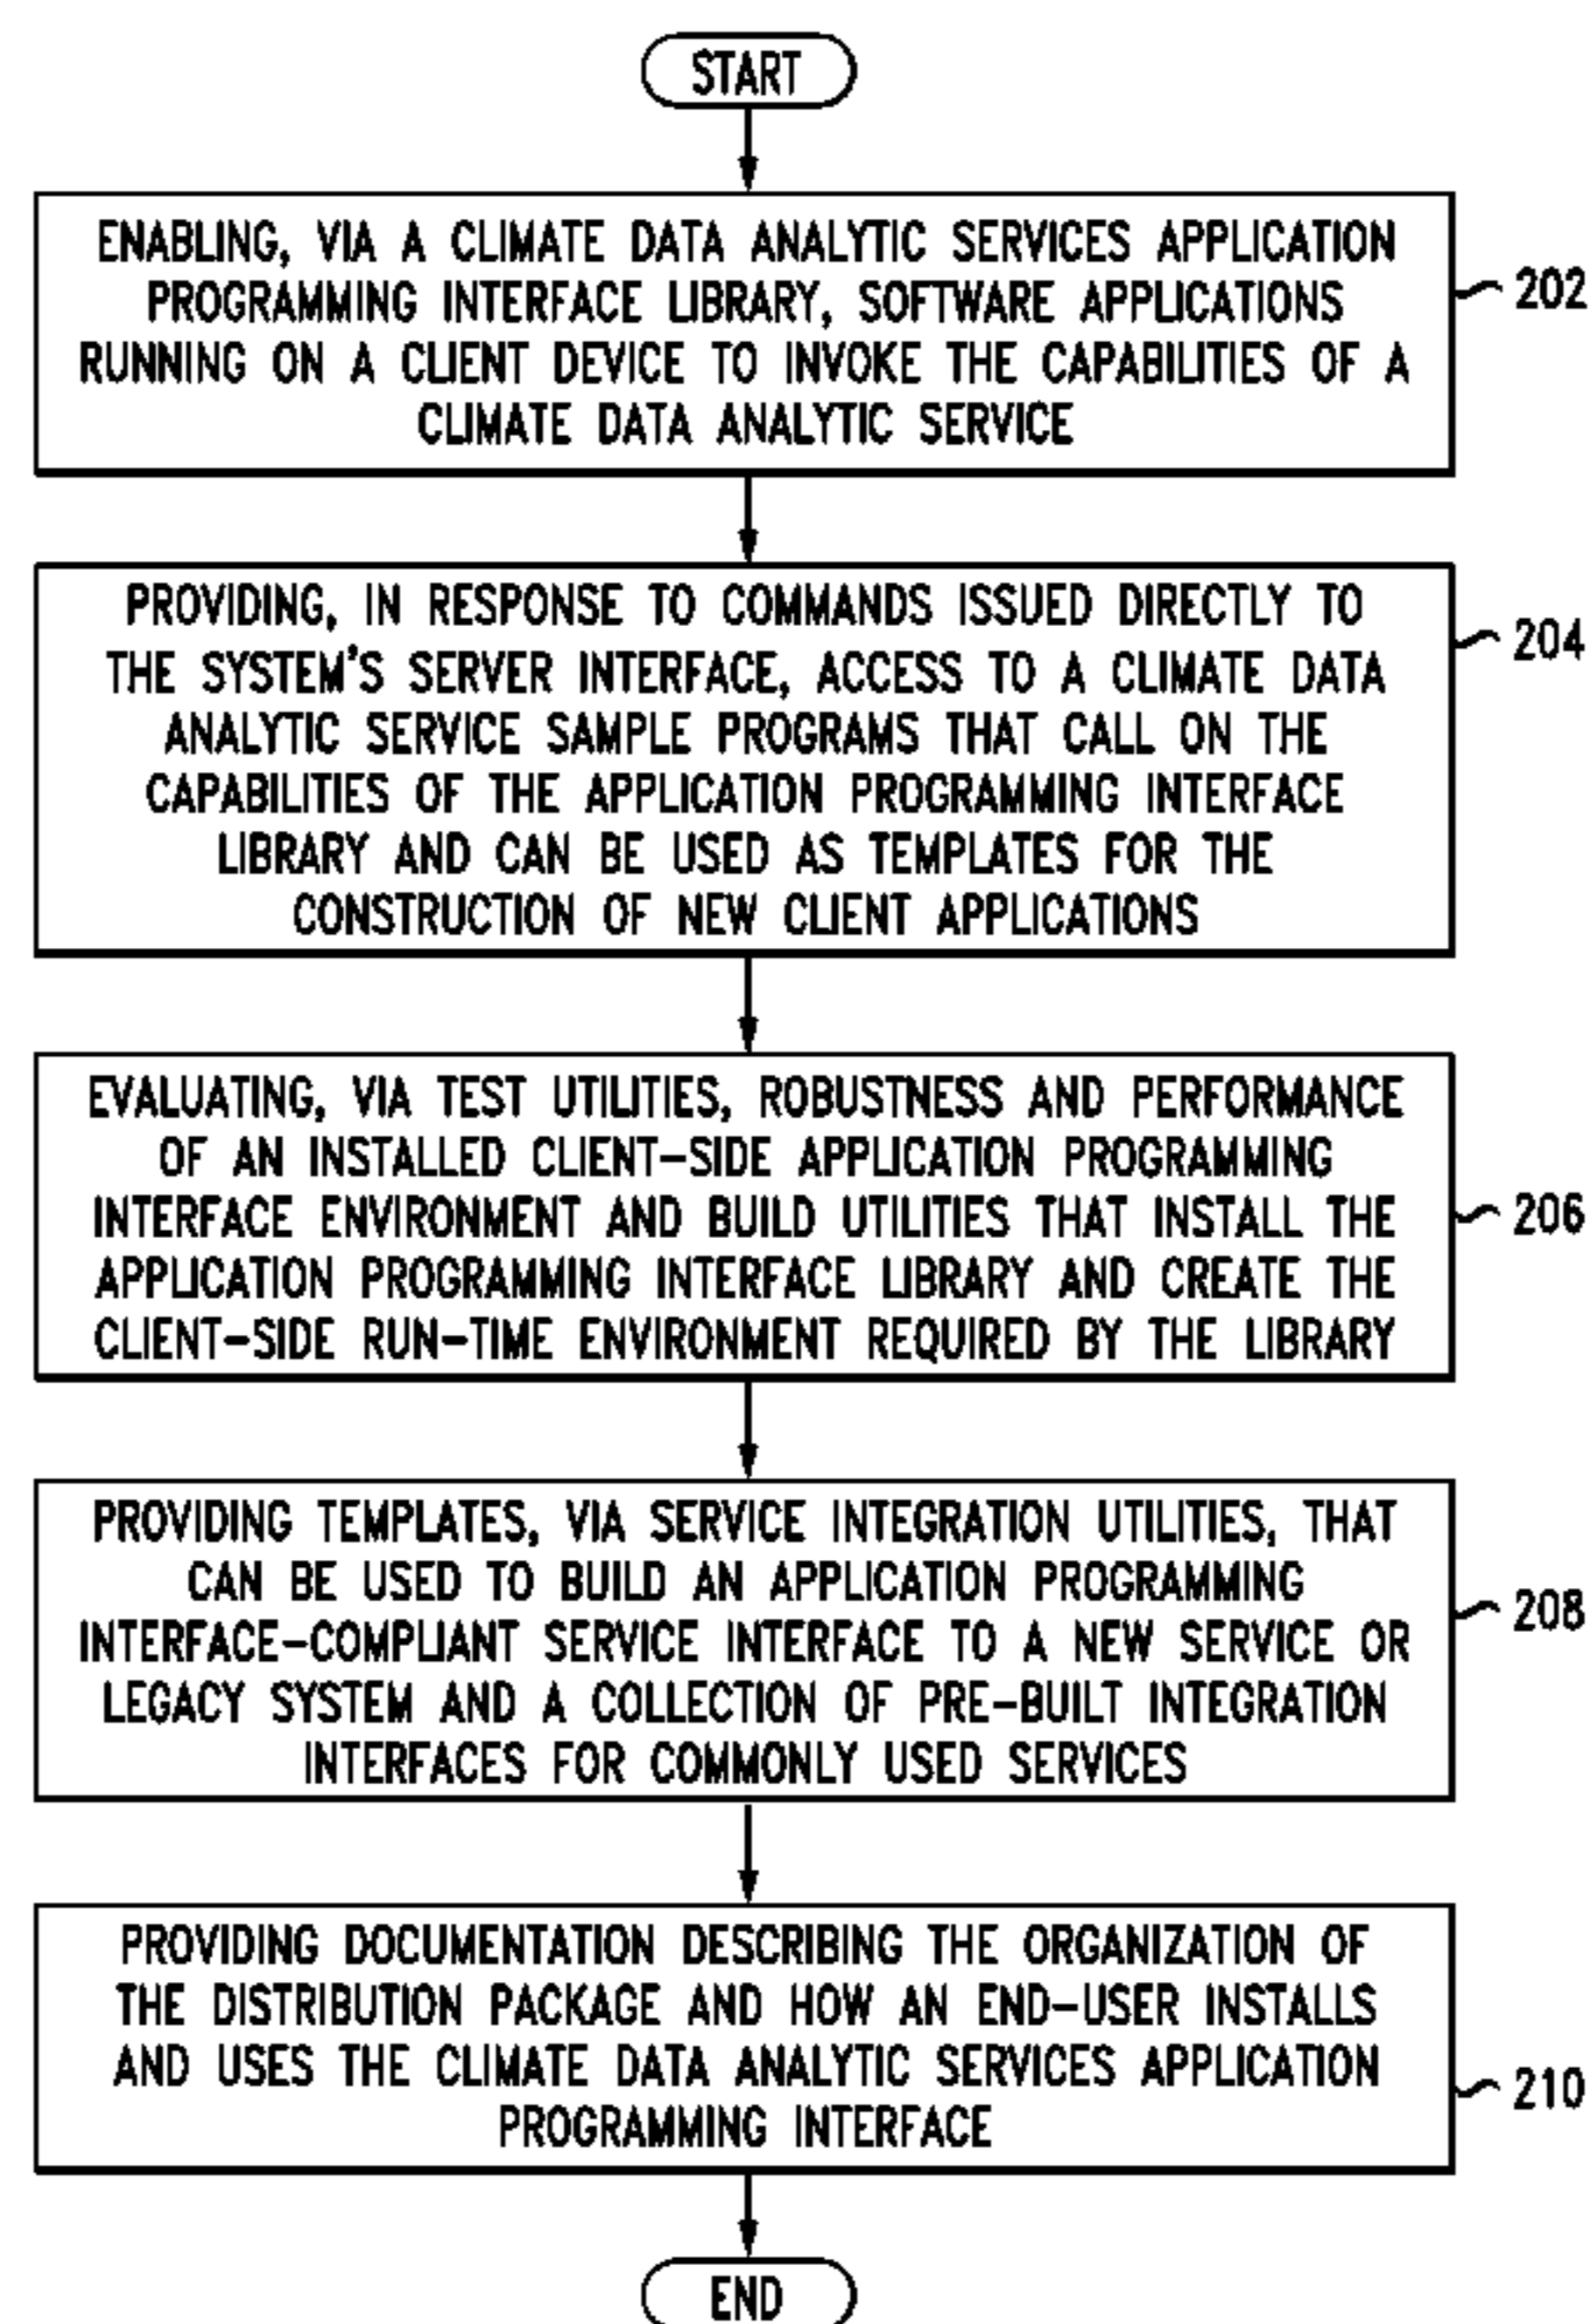 START
ENABLING, VIA A CLIMATE DATA ANALYTIC SERVICES APPLICATION
PROGRAMMING INTERFACE LIBRARY, SOFTWARE APPLICATIONS
RUNNING ON A CLIENT DEVICE TO INVOKE THE CAPABILITIES OF A
CLIMATE DATA ANALYTIC SERVICE
202
PROVIDING, IN RESPONSE TO COMMANDS ISSUED DIRECTLY TO
THE SYSTEM'S SERVER INTERFACE, ACCESS TO A CLIMATE DATA
ANALYTIC SERVICE SAMPLE PROGRAMS THAT CALL ON THE
CAPABILITIES OF THE APPLICATION PROGRAMMING INTERFACE
LIBRARY AND CAN BE USED AS TEMPLATES FOR THE
CONSTRUCTION OF NEW CLIENT APPLICATIONS
204
EVALUATING, VIA TEST UTILITIES, ROBUSTNESS AND PERFORMANCE
OF AN INSTALLED CLIENT-SIDE APPLICATION PROGRAMMING
INTERFACE ENVIRONMENT AND BUILD UTILITIES THAT INSTALL THE
APPLICATION PROGRAMMING INTERFACE LIBRARY AND CREATE THE
CLIENT-SIDE RUN-TIME ENVIRONMENT REQUIRED BY THE LIBRARY
206
PROVIDING TEMPLATES, VIA SERVICE INTEGRATION UTILITIES, THAT
CAN BE USED TO BUILD AN APPLICATION PROGRAMMING
INTERFACE-COMPLIANT SERVICE INTERFACE TO A NEW SERVICE OR
LEGACY SYSTEM AND A COLLECTION OF PRE-BUILT INTEGRATION
INTERFACES FOR COMMONLY USED SERVICES
208
PROVIDING DOCUMENTATION DESCRIBING THE ORGANIZATION OF
THE DISTRIBUTION PACKAGE AND HOW AN END-USER INSTALLS
AND USES THE CLIMATE DATA ANALYTIC SERVICES APPLICATION
PROGRAMMING INTERFACE
210
END